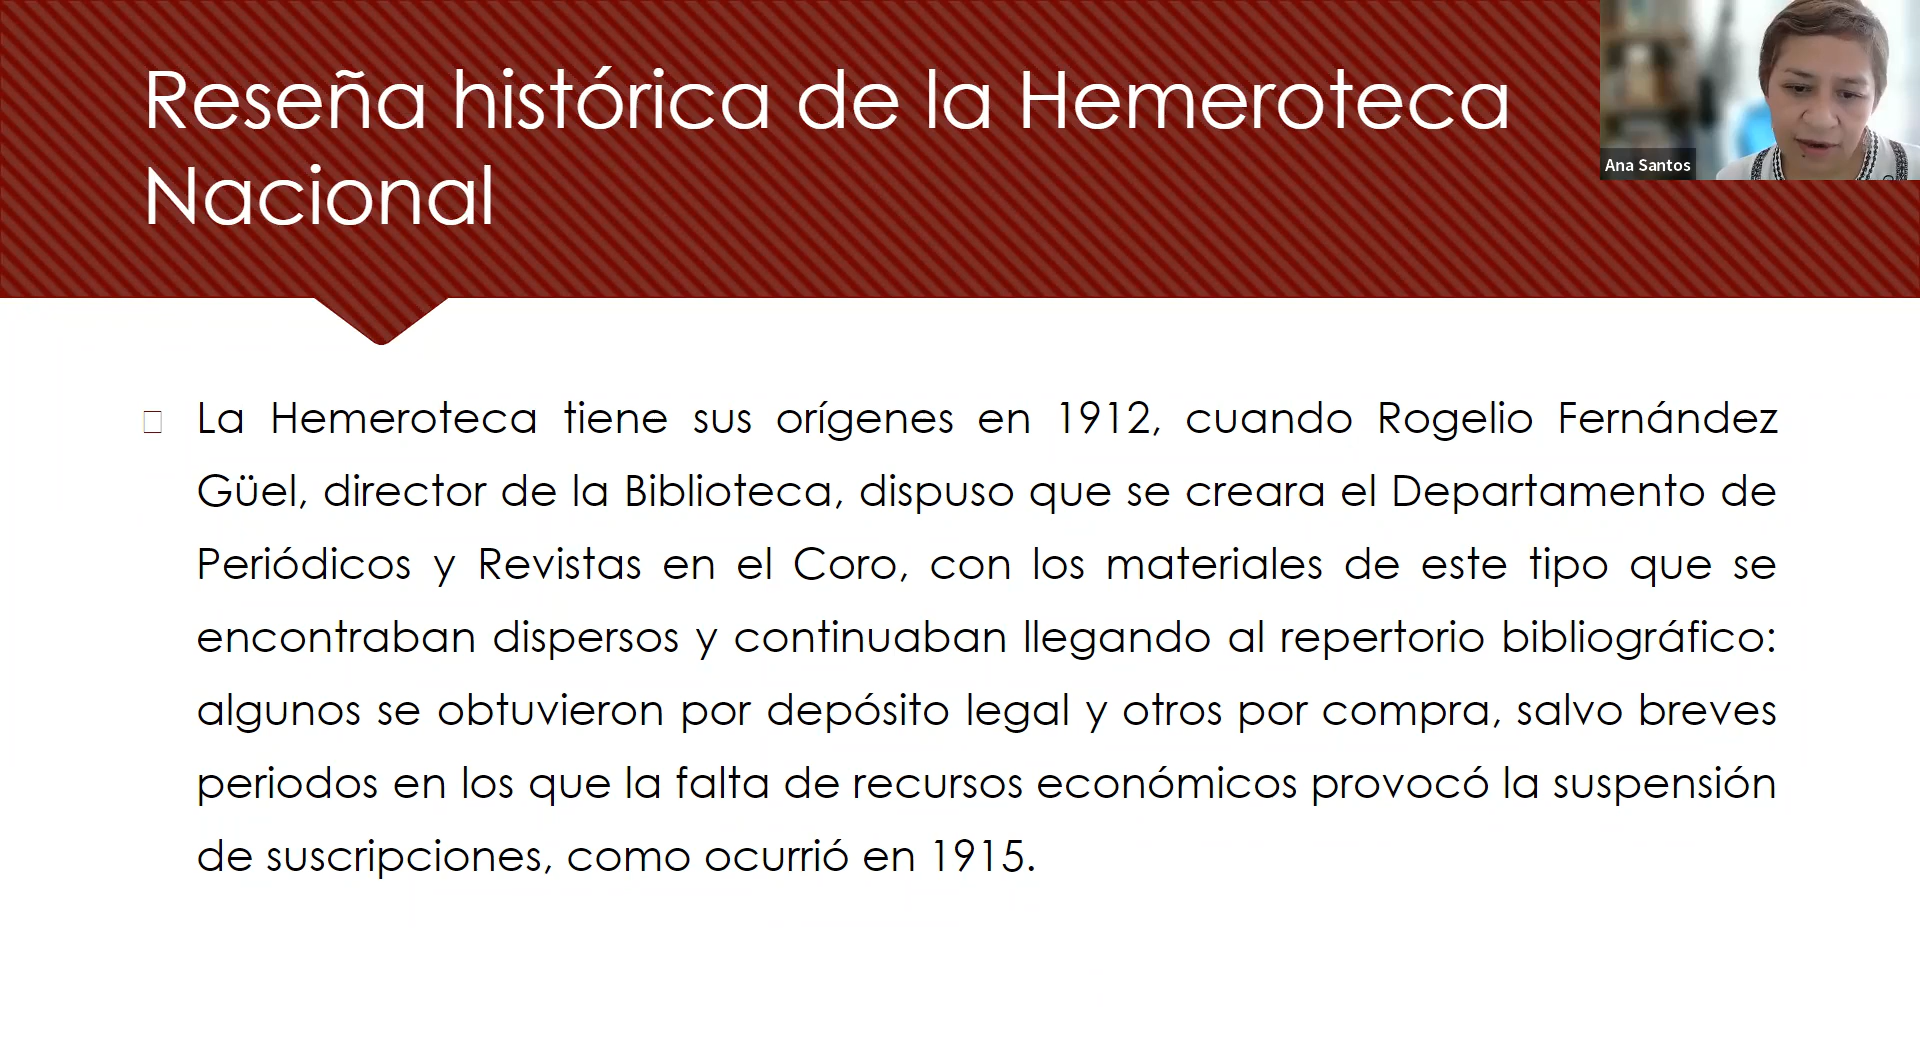 Reseña histórica de la Hemeroteca
Nacional
Ana Santos
La Hemeroteca tiene sus orígenes en 1912, cuando Rogelio Fernández
Güel, director de la Biblioteca, dispuso que se creara el Departamento de
Periódicos y Revistas en el Coro, con los materiales de este tipo que se
encontraban dispersos y continuaban llegando al repertorio bibliográfico:
algunos se obtuvieron por depósito legal y otros por compra, salvo breves
periodos en los que la falta de recursos económicos provocó la suspensión
de suscripciones, como ocurrió en 1915.